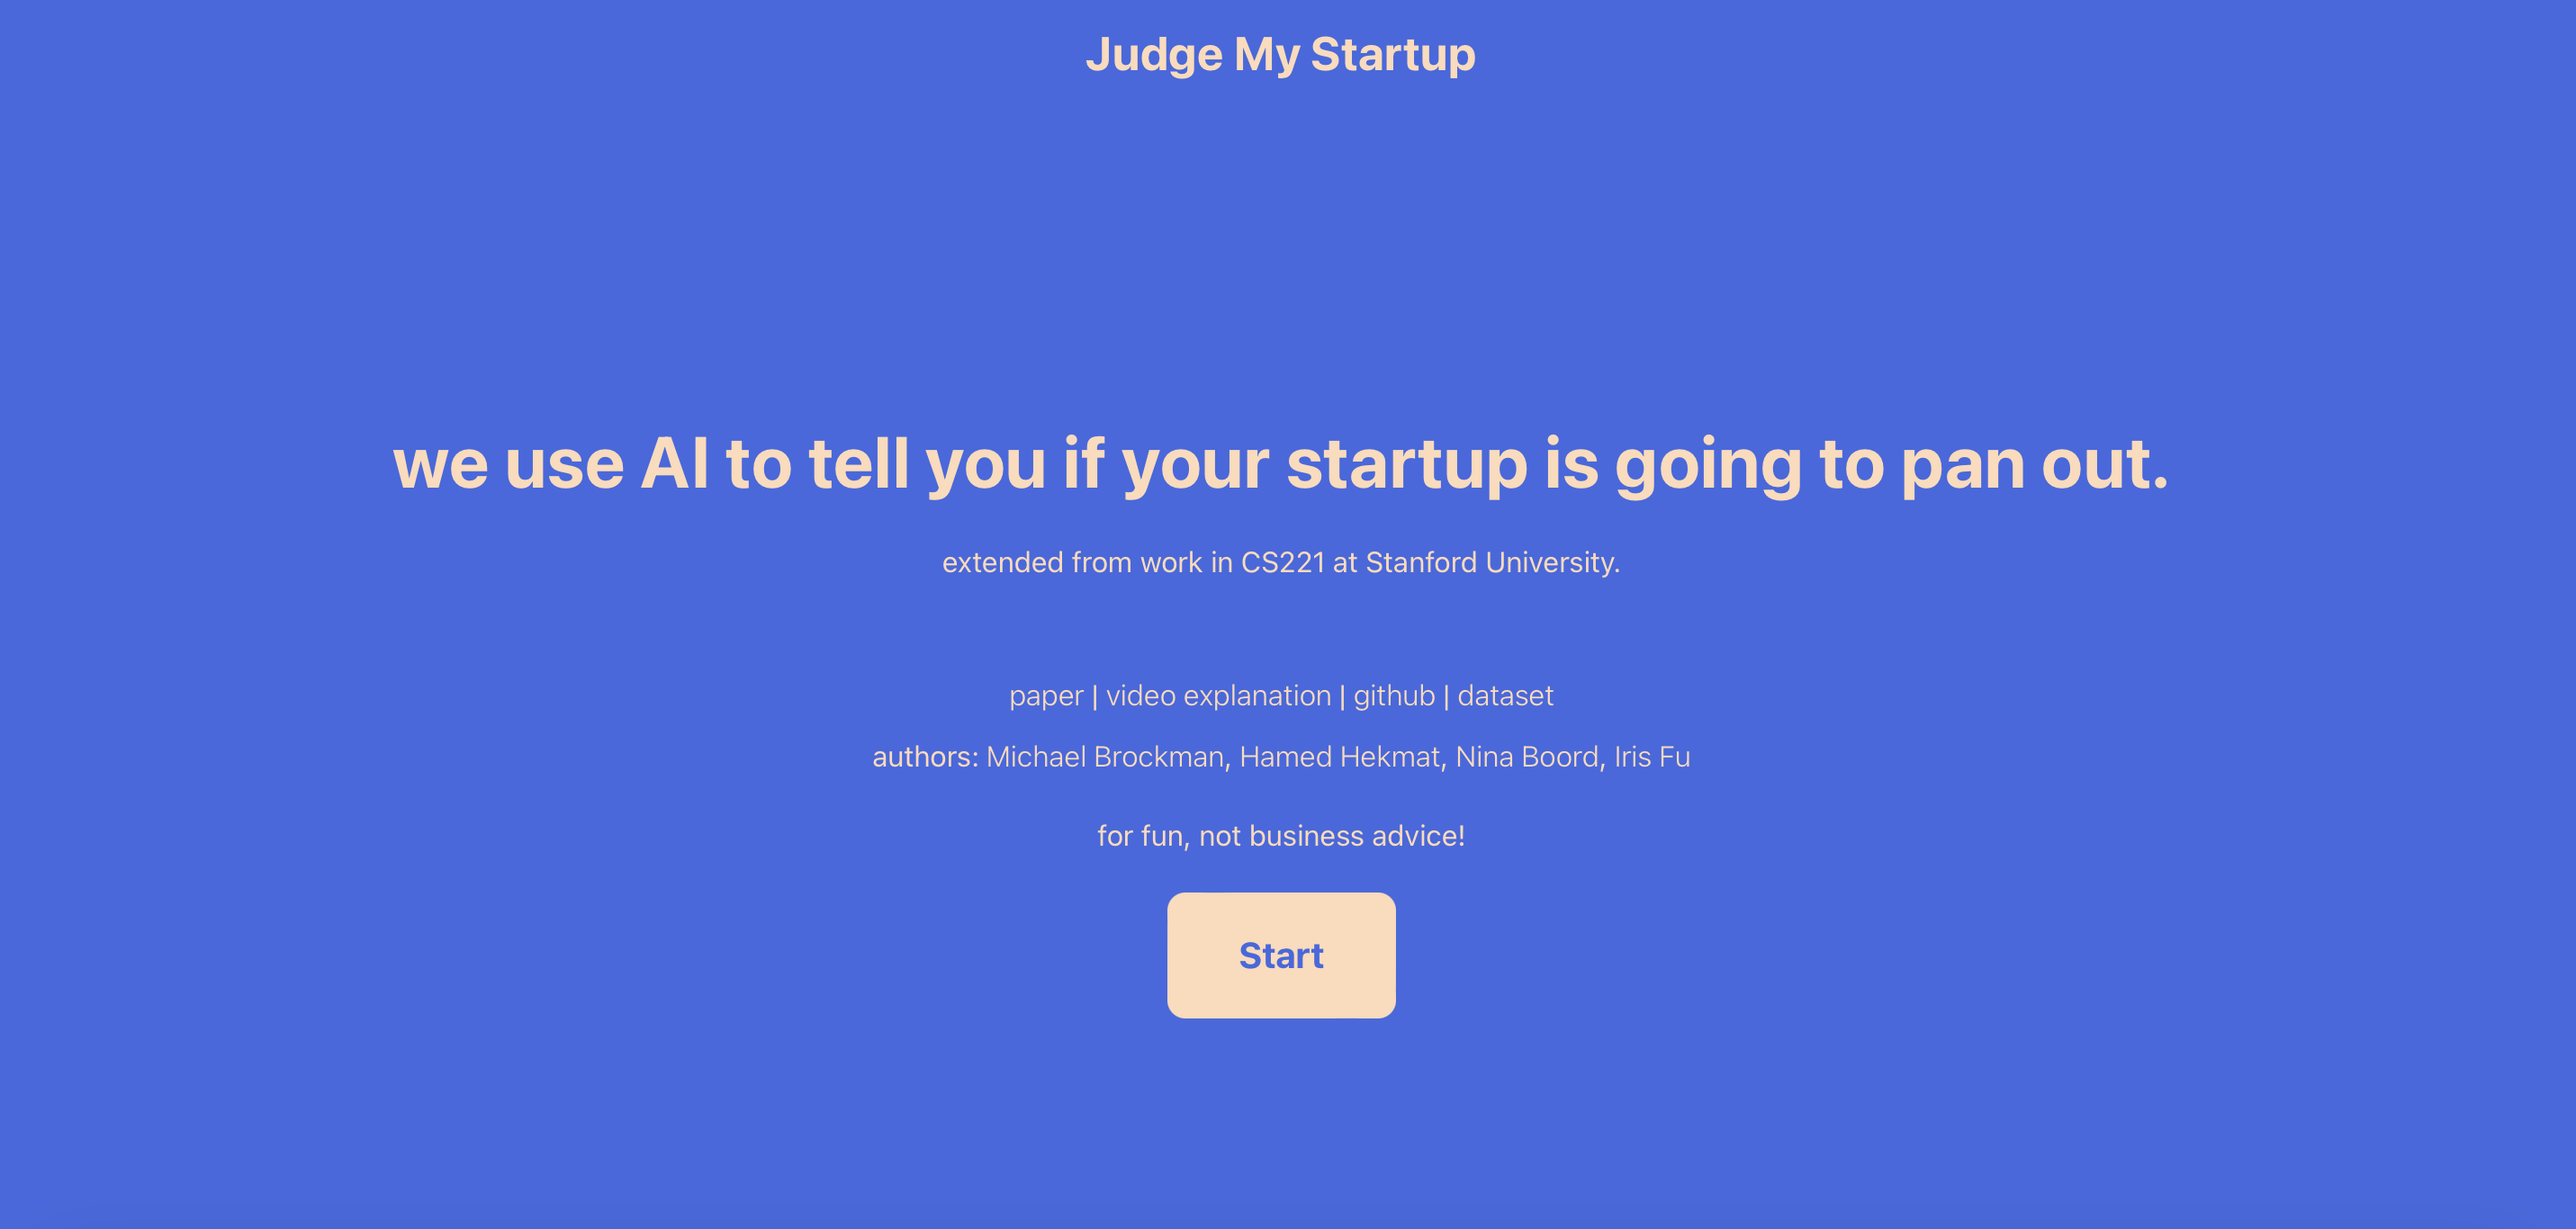 Judge My Startup
we use AI to tell you if your startup is going to pan out.
extended from work in CS221 at Stanford University.
paper | video explanation | github | dataset
authors: Michael Brockman, Hamed Hekmat, Nina Boord, Iris Fu
for fun, not business advice!
Start